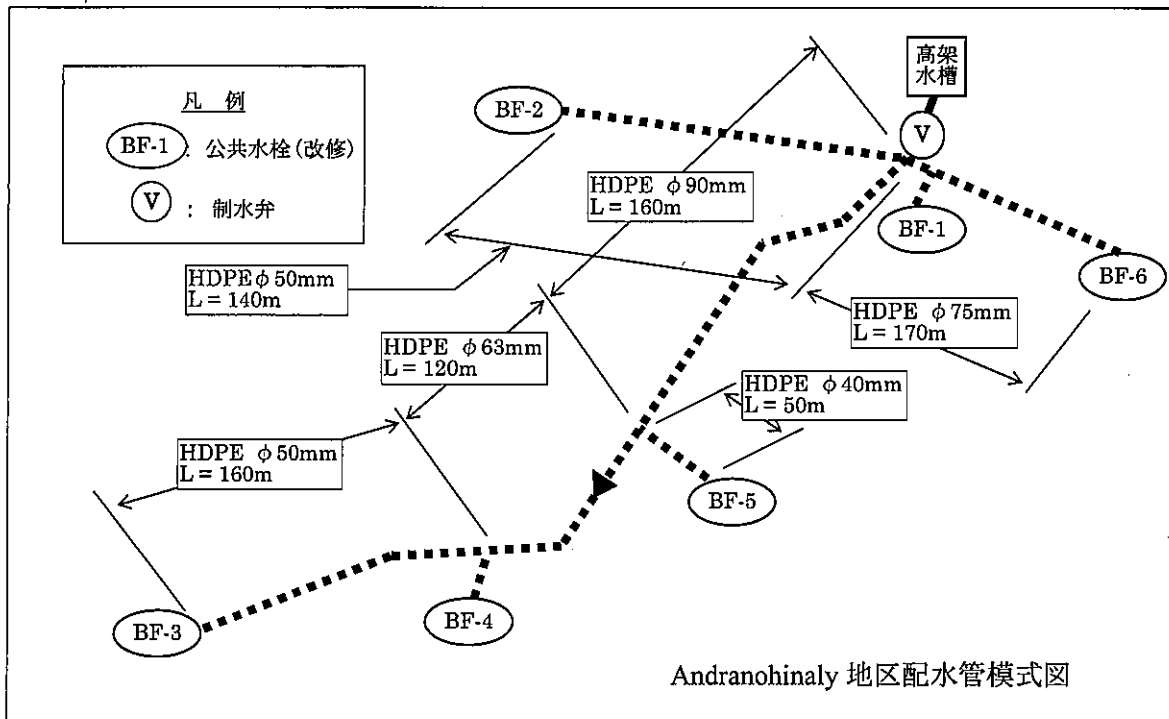 凡 例
BF-1 : 公共水栓(改修)
V : 制水弁
高架
水槽
V
BF-2
HDPE φ90mm
L = 160m
BF-1
BF-6
HDPEφ50mm
L = 140m
HDPE φ75mm
L = 170m
HDPE φ63mm
L = 120m
HDPE φ40mm
L = 50m
HDPE φ50mm
L = 160m
BF-5
BF-4
BF-3
Andranohinaly 地区配水管模式図